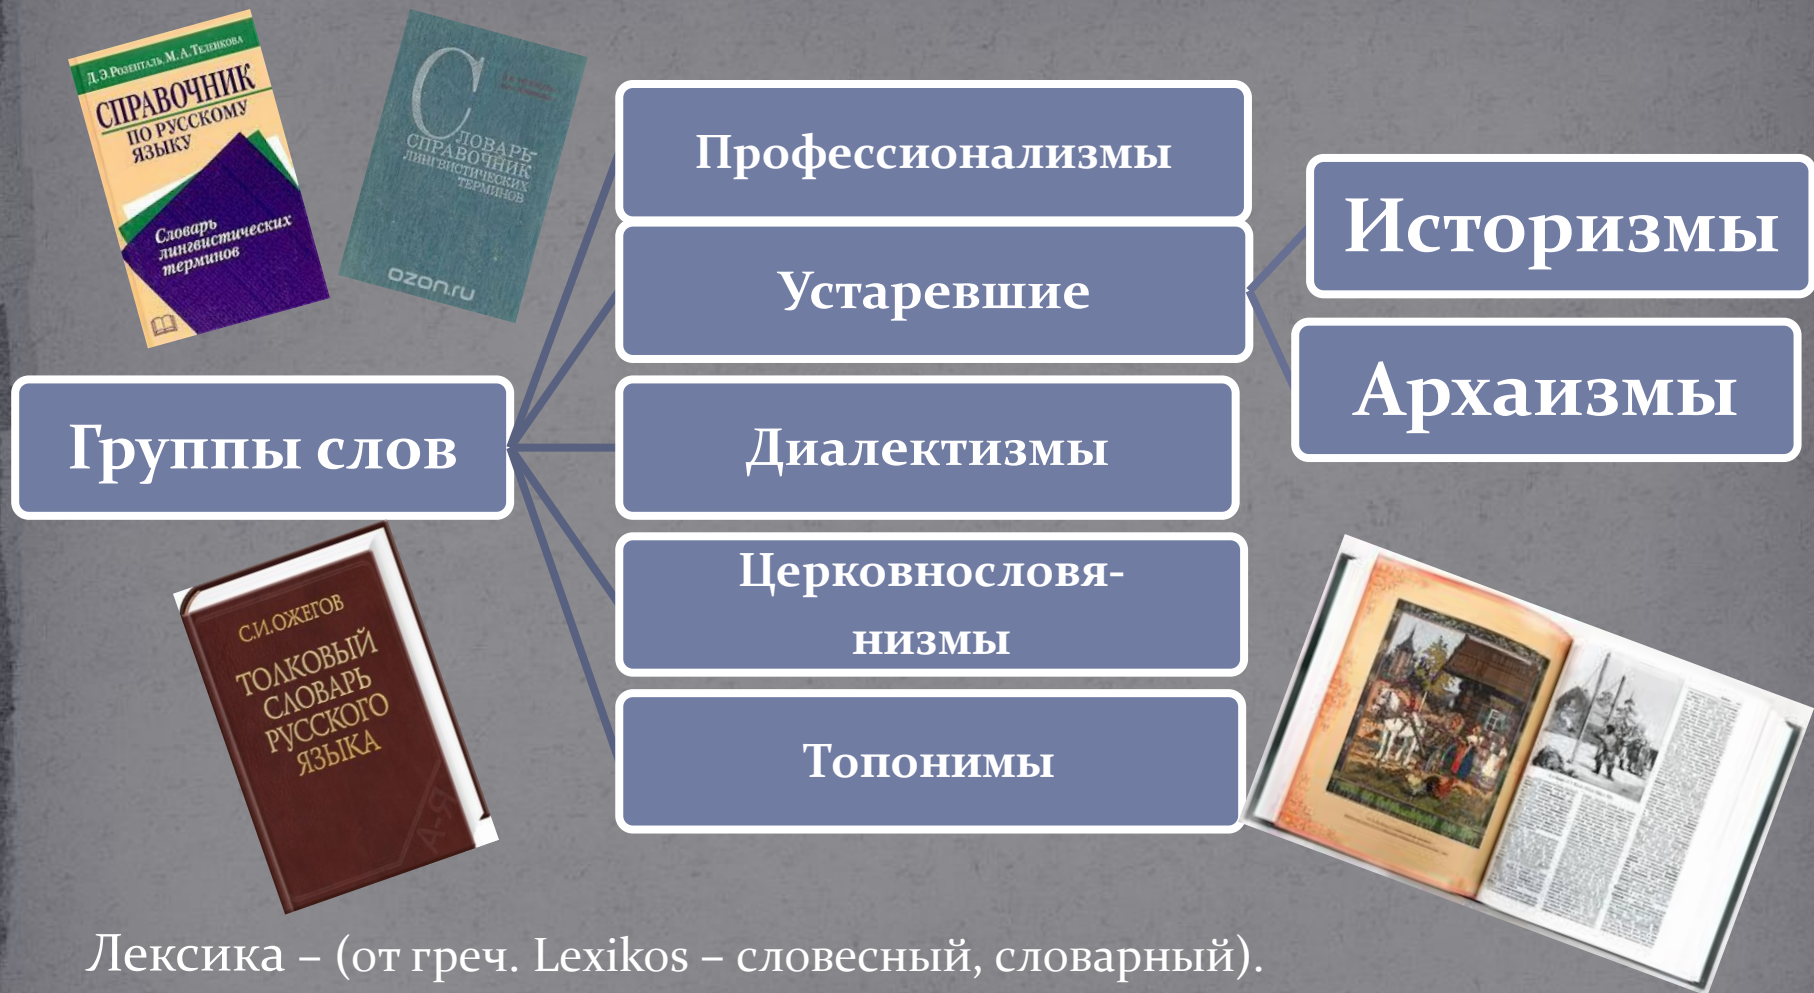 Д.Э.Розенталь, М.А.Теленкова
СПРАВОЧНИК
ПО РУССКОМУ
ЯЗЫКУ
Словарь
лингвистических
терминов
СЛОВАРЬ-
СПРАВОЧНИК
ЛИНГВИСТИЧЕСКИХ
ТЕРМИНОВ
ozon.ru
Профессионализмы
Устаревшие
Историзмы
Архаизмы
Группы слов
Диалектизмы
Церковнословя-
низмы
Топонимы
С.И.ОЖЕГОВ
ТОЛКОВЫЙ
СЛОВАРЬ
РУССКОГО
ЯЗЫКА
А-Я
Лексика – (от греч. Lexikos – словесный, словарный).